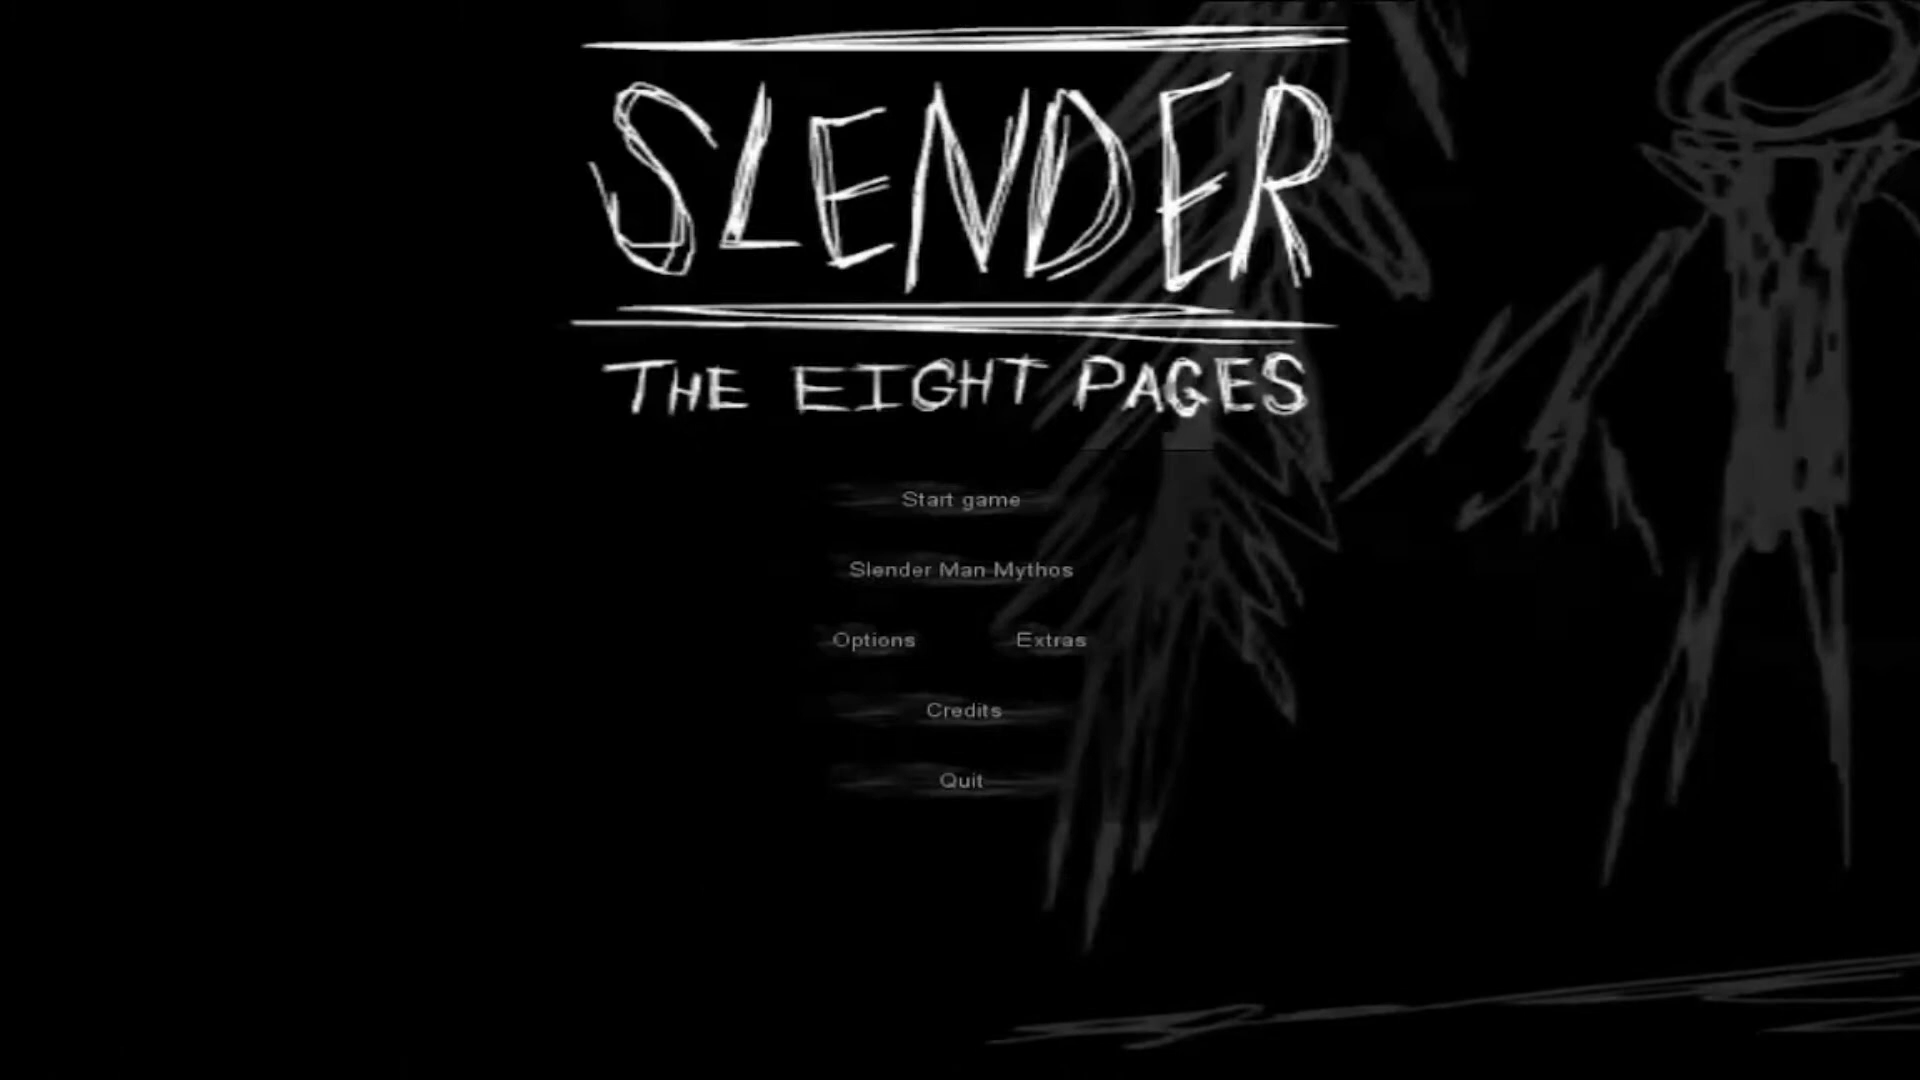 SLENDER
THE EIGHT PAGES
Start game
Slender Man Mythos
Options Extras
Credits
Quit